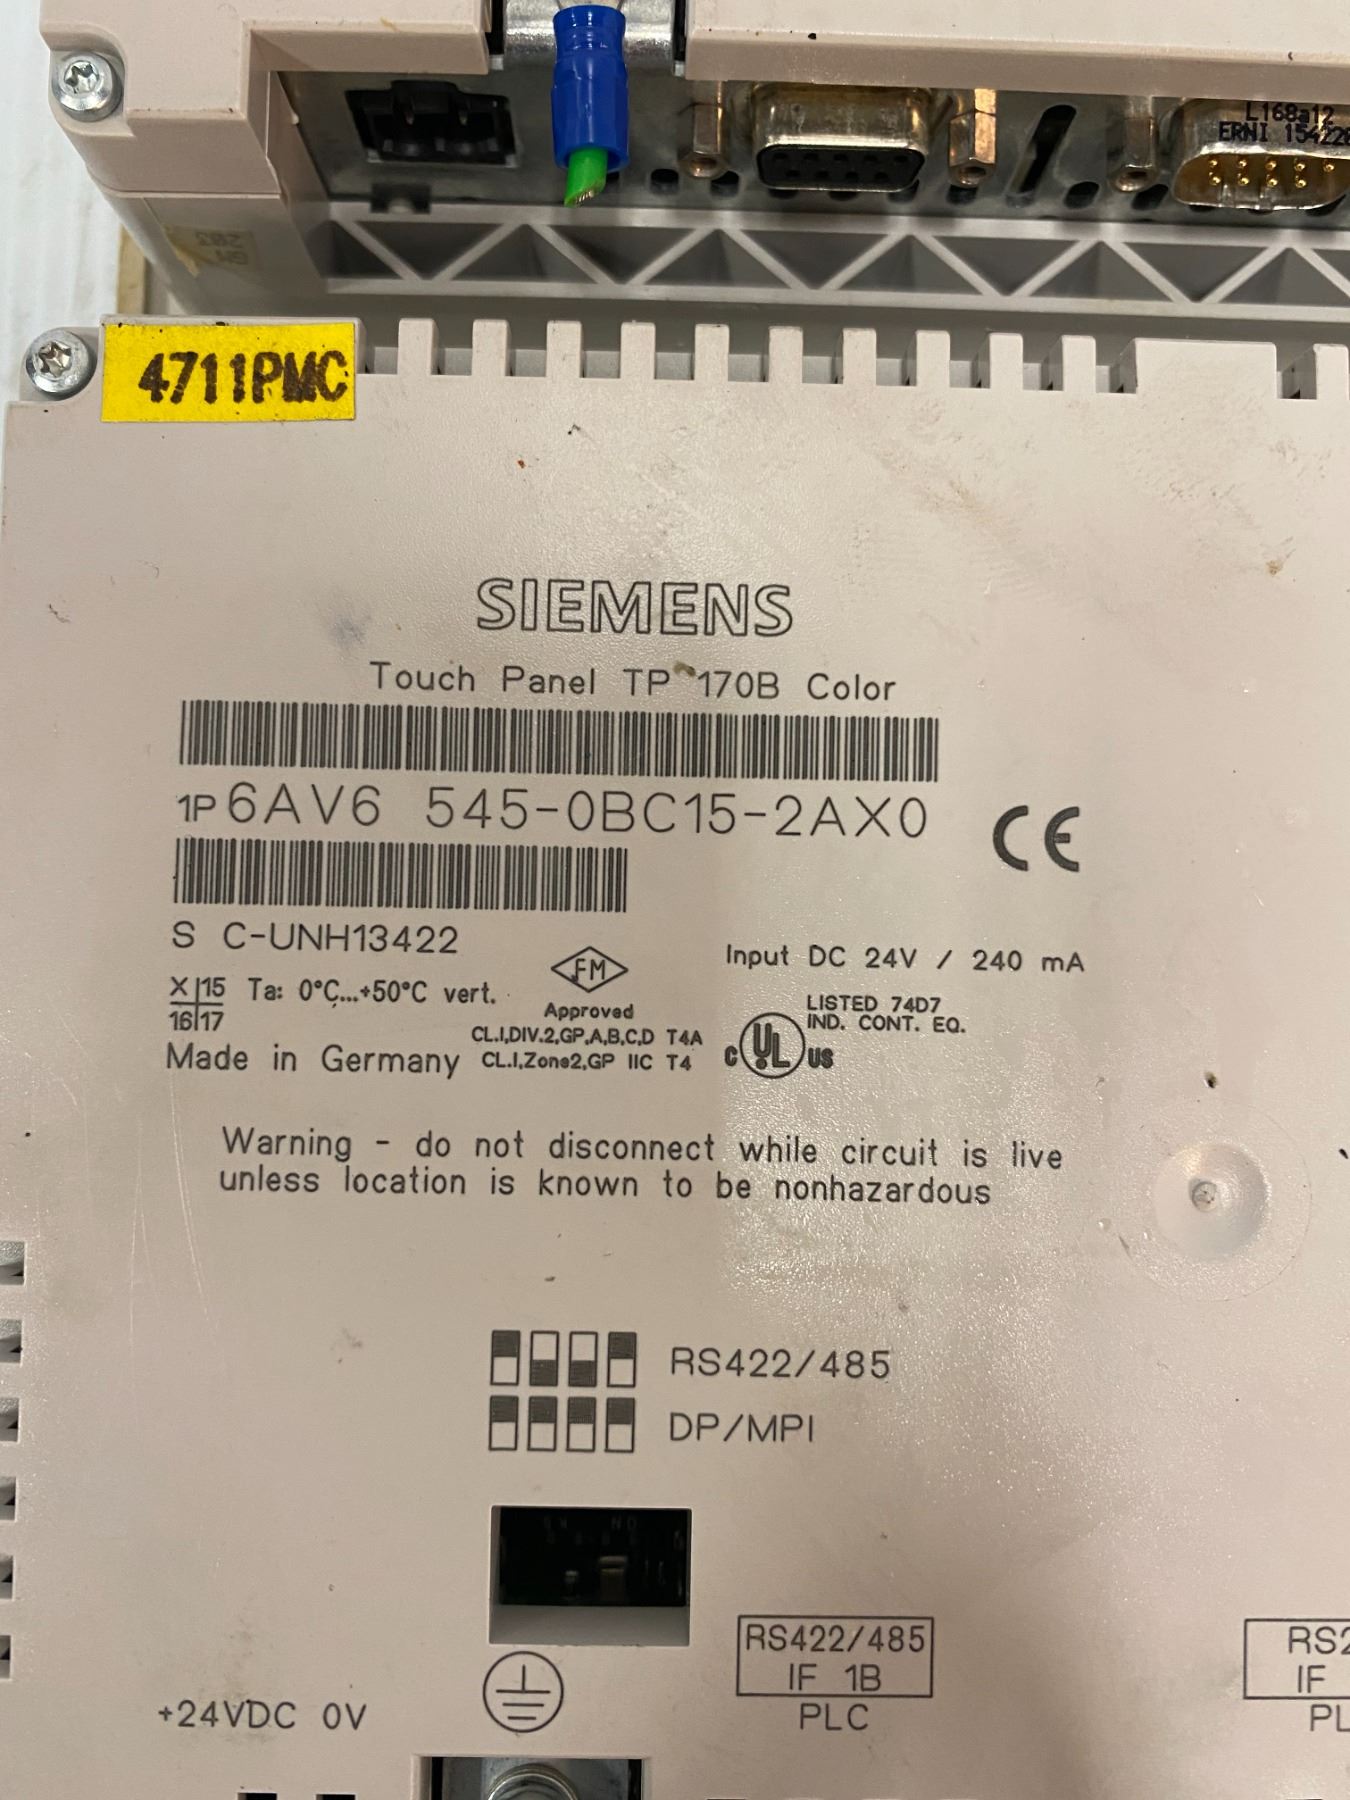 L168a12
ERNI 154226
4711PMC
SIEMENS
Touch Panel TP 170B Color
1P 6AV6 545-0BC15-2AX0
CE
S C-UNH13422
Input DC 24V / 240 mA
X 15
16 17
Ta: 0°C...+50°C vert.
FM
Approved
CL.I,DIV.2,GP,A,B,C,D T4A
CL.I,Zone2,GP IIC T4
C UL US
LISTED 74D7
IND. CONT. EQ.
Made in Germany
Warning - do not disconnect while circuit is live
unless location is known to be nonhazardous
RS422/485
DP/MPI
RS422/485
IF 1B
PLC
RS2
IF
PL
+24VDC 0V